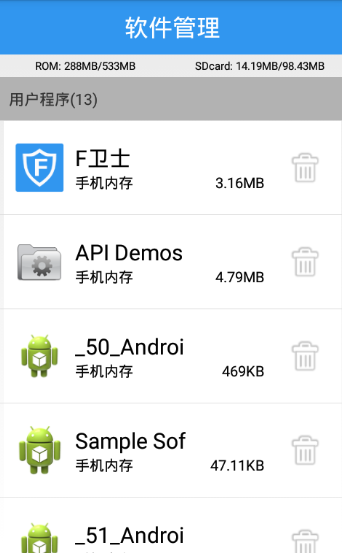 软件管理
ROM: 288MB/533MB SDcard: 14.19MB/98.43MB
用户程序(13)
F卫士
手机内存 3.16MB
API Demos
手机内存 4.79MB
_50_Androi
手机内存 469KB
Sample Sof
手机内存 47.11KB
_51_Androi